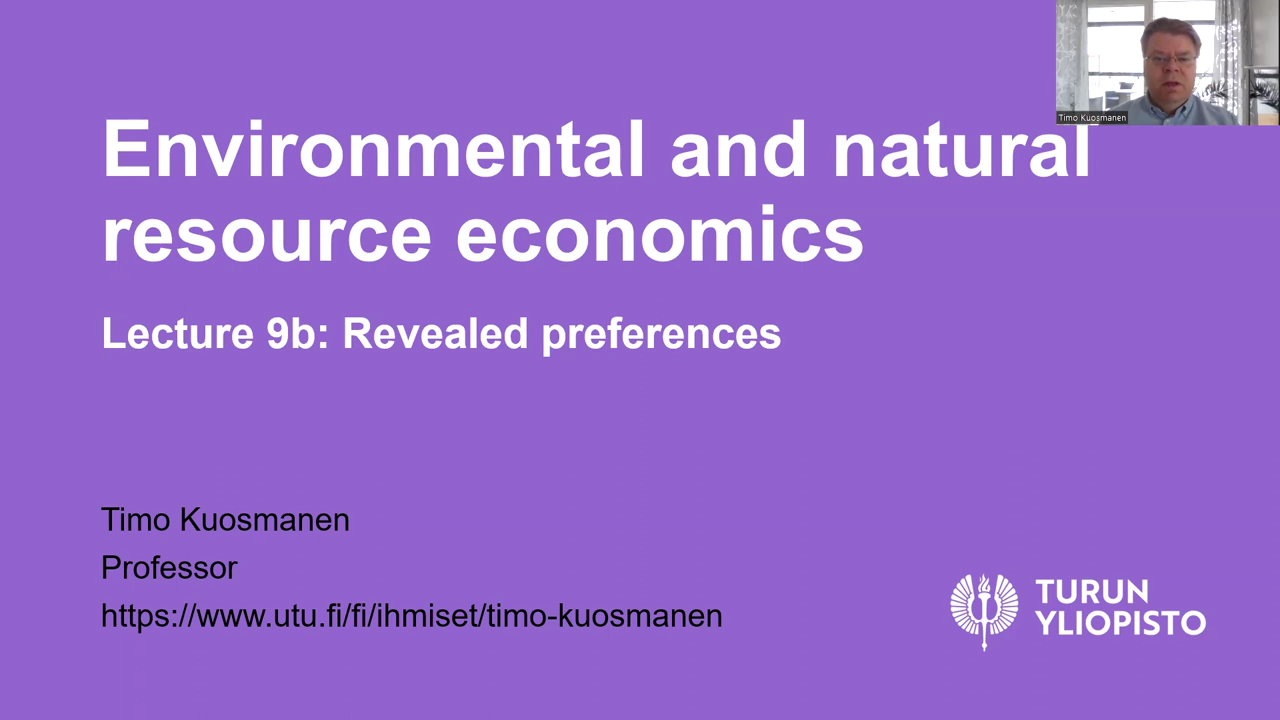 Timo Kuosmanen
Environmental and natural
resource economics
Lecture 9b: Revealed preferences
Timo Kuosmanen
Professor
https://www.utu.fi/fi/ihmiset/timo-kuosmanen
TURUN
YLIOPISTO